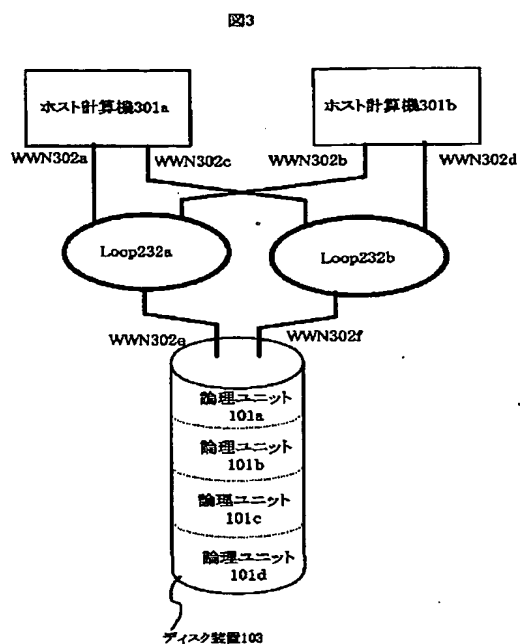 図3
ホスト計算機301a
ホスト計算機301b
WWN302a
WWN302c
WWN302b
WWN302d
Loop232a
Loop232b
WWN302e
WWN302f
論理ユニット
101a
論理ユニット
101b
論理ユニット
101c
論理ユニット
101d
ディスク装置103